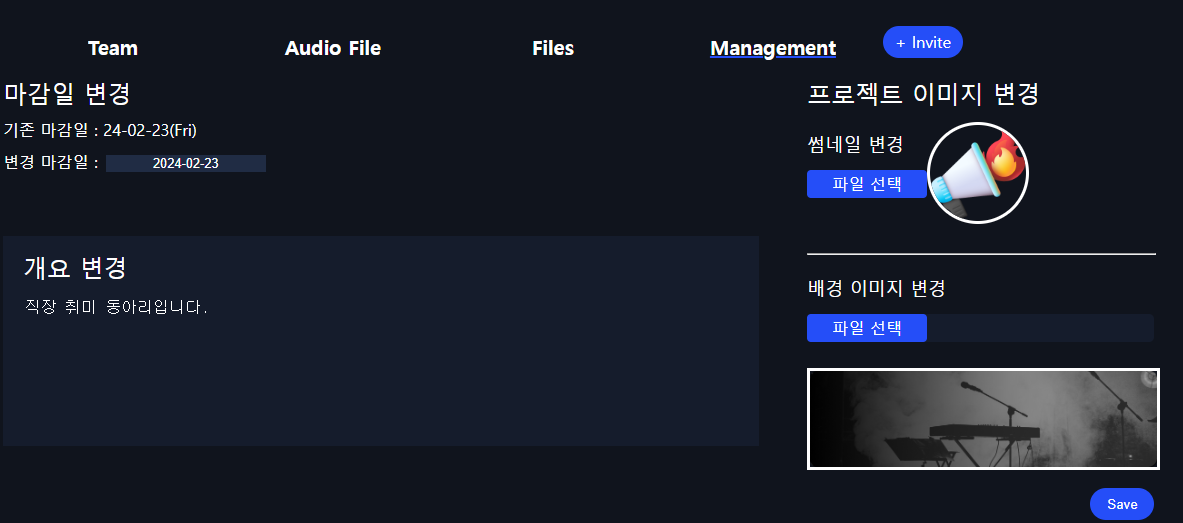 Team Audio File Files Management + Invite
마감일 변경
기존 마감일 : 24-02-23(Fri)
변경 마감일 : 2024-02-23
개요 변경
직장 취미 동아리입니다.
프로젝트 이미지 변경
썸네일 변경
파일 선택
배경 이미지 변경
파일 선택
Save